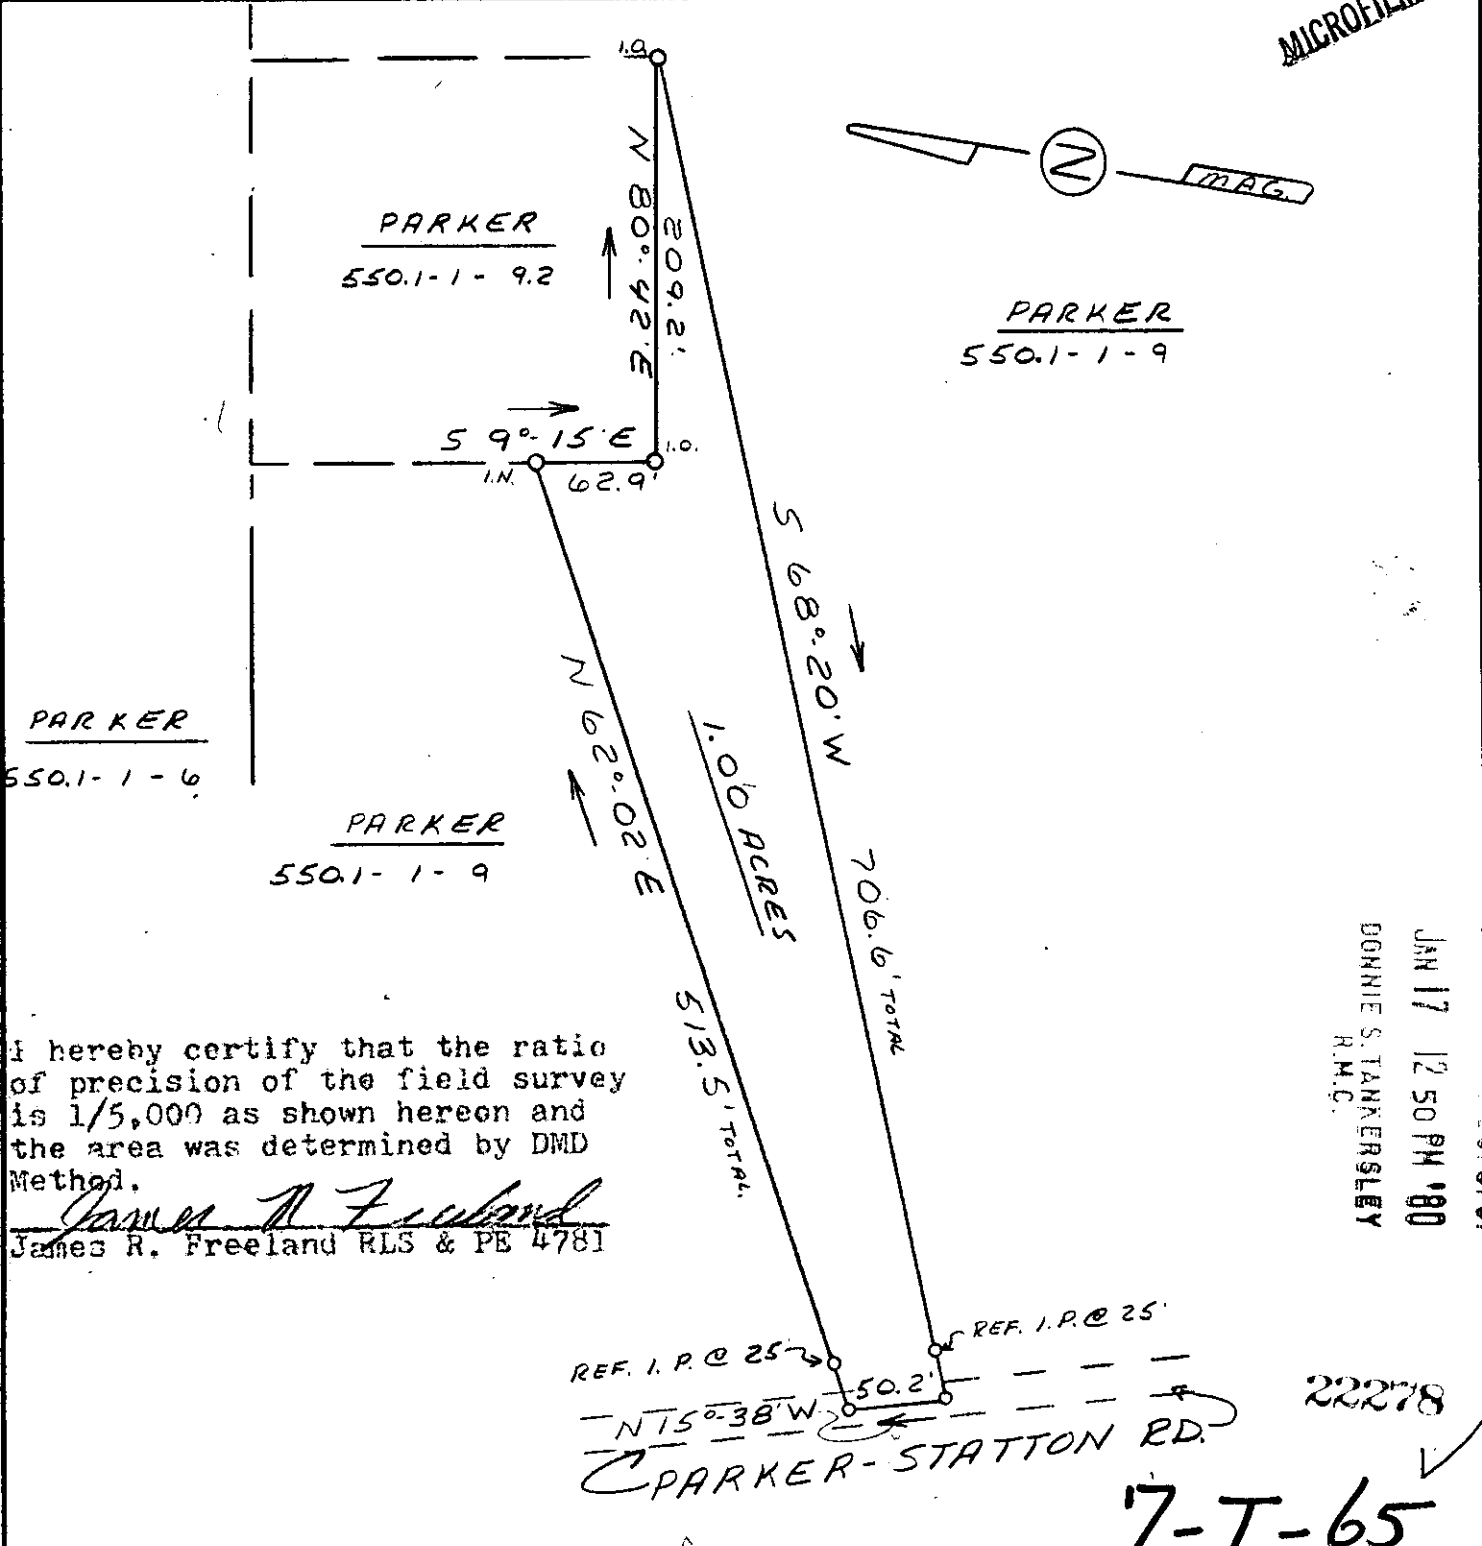 I.O.
N
MAG.
N 80°-42'E
209.2'
PARKER
550.1-1-9.2
PARKER
550.1-1-9
S 9°-15'E
I.O.
I.N.
62.9'
S 68°-20'W
706.6' TOTAL
N 62°-02'E
513.5' TOTAL.
1.00 ACRES
PARKER
550.1-1-6
PARKER
550.1-1-9
JAN 17 12 50 PM '80
DONNIE S. TANKERSLEY
R.M.C.
I hereby certify that the ratio
of precision of the field survey
is 1/5,000 as shown hereon and
the area was determined by DMD
Method.
James R Freeland
James R. Freeland RLS & PE 4781
REF. I.P. @ 25'
REF. I.P. @ 25'
50.2'
N 15°-38'W
PARKER-STATTON RD.
22278
7-T-65